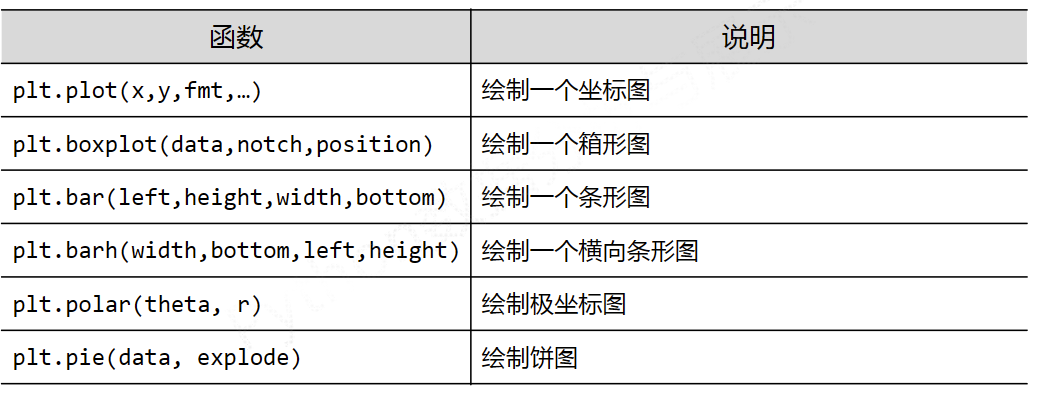 函数 说明
plt.plot(x,y,fmt,…) 绘制一个坐标图
plt.boxplot(data,notch,position) 绘制一个箱形图
plt.bar(left,height,width,bottom) 绘制一个条形图
plt.barh(width,bottom,left,height) 绘制一个横向条形图
plt.polar(theta, r) 绘制极坐标图
plt.pie(data, explode) 绘制饼图